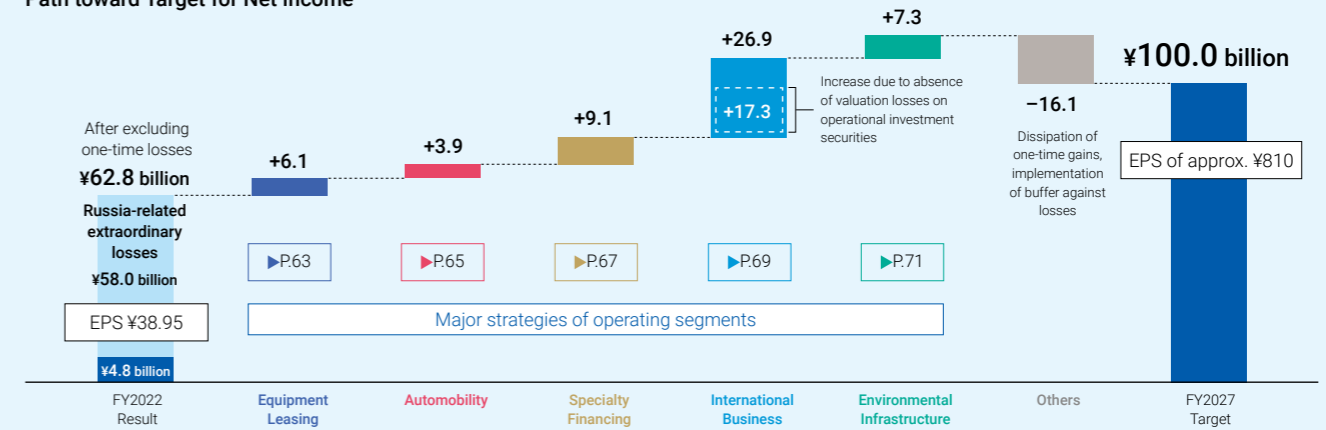 Path toward Target for Net Income
After excluding
one-time losses
¥62.8 billion
Russia-related
extraordinary
losses
¥58.0 billion
EPS ¥38.95
¥4.8 billion
+6.1
+3.9
+9.1
+26.9
+17.3
Increase due to absence
of valuation losses on
operational investment
securities
+7.3
−16.1
Dissipation of
one-time gains,
implementation
of buffer against
losses
¥100.0 billion
EPS of approx. ¥810
▶P.63
▶P.65
▶P.67
▶P.69
▶P.71
Major strategies of operating segments
FY2022
Result
Equipment
Leasing
Automobility
Specialty
Financing
International
Business
Environmental
Infrastructure
Others
FY2027
Target